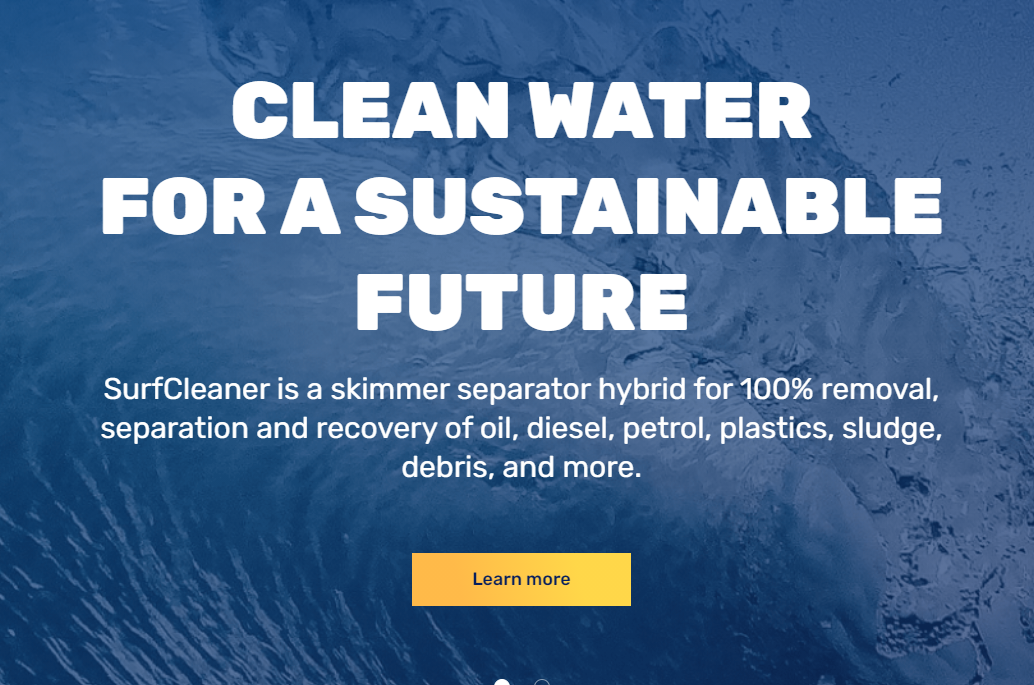 CLEAN WATER
FOR A SUSTAINABLE
FUTURE
SurfCleaner is a skimmer separator hybrid for 100% removal,
separation and recovery of oil, diesel, petrol, plastics, sludge,
debris, and more.
Learn more